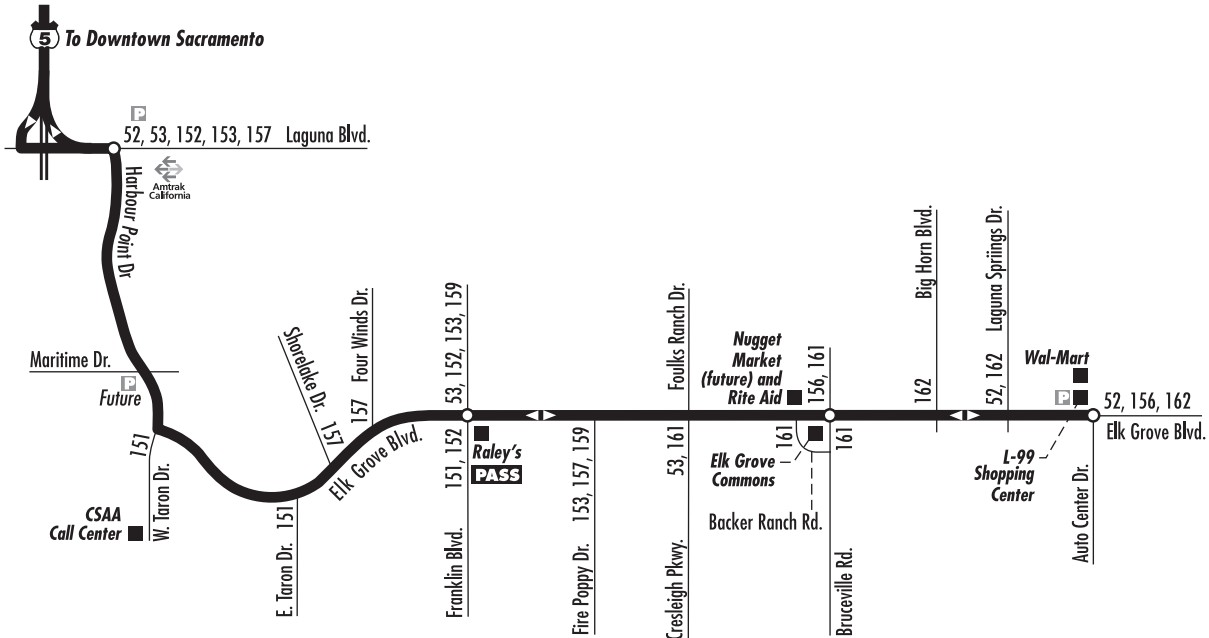 5 To Downtown Sacramento
P
52, 53, 152, 153, 157 Laguna Blvd.
Amtrak
California
Harbour Point Dr
Maritime Dr.
P
Future
151
W. Taron Dr.
CSAA
Call Center
E. Taron Dr. 151
Shorelake Dr. 157
157 Four Winds Dr.
Elk Grove Blvd.
53, 152, 153, 159
Franklin Blvd. 151, 152
Raley's
PASS
Fire Poppy Dr. 153, 157, 159
Foulks Ranch Dr.
Cresleigh Pkwy. 53, 161
Nugget
Market
(future) and
Rite Aid
156, 161
161
161
Elk Grove
Commons
Backer Ranch Rd.
Bruceville Rd.
162 Big Horn Blvd.
52, 162 Laguna Spriings Dr.
Wal-Mart
P
52, 156, 162
Elk Grove Blvd.
L-99
Shopping
Center
Auto Center Dr.